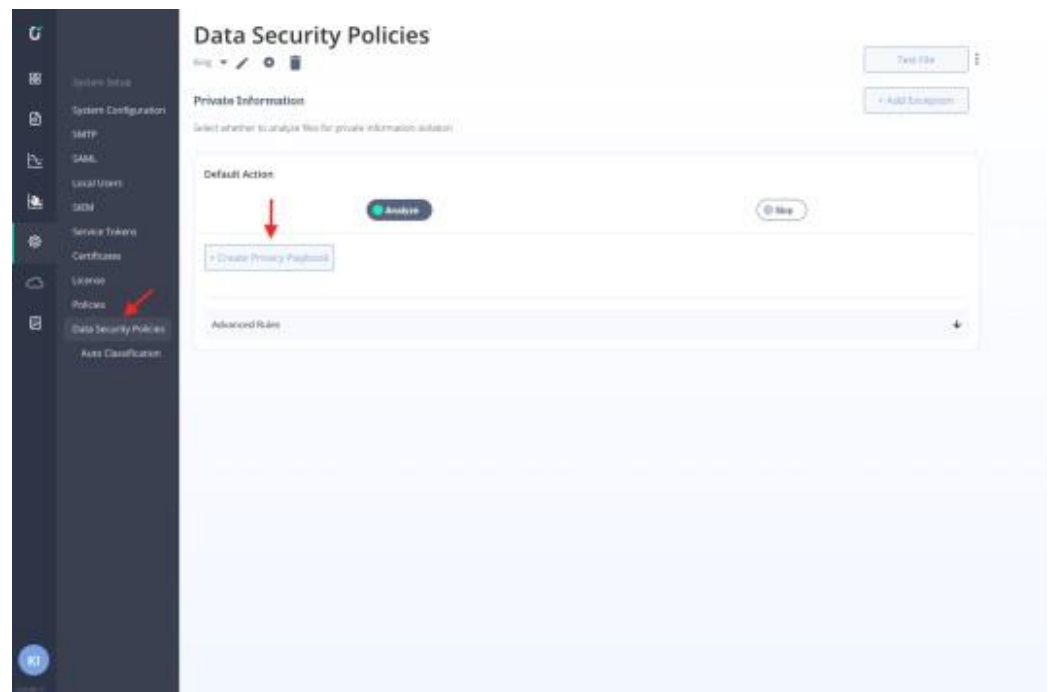 Data Security Policies
System Setup
System Configuration
SMTP
SAML
Local Users
SIEM
Service Tokens
Certificates
License
Policies
Data Security Policies
Auto Classification
Test File
Private Information
+ Add Exception
Select whether to analyze files for private information violation
Default Action
Analyze
Skip
+ Create Privacy Playbook
Advanced Rules
KI